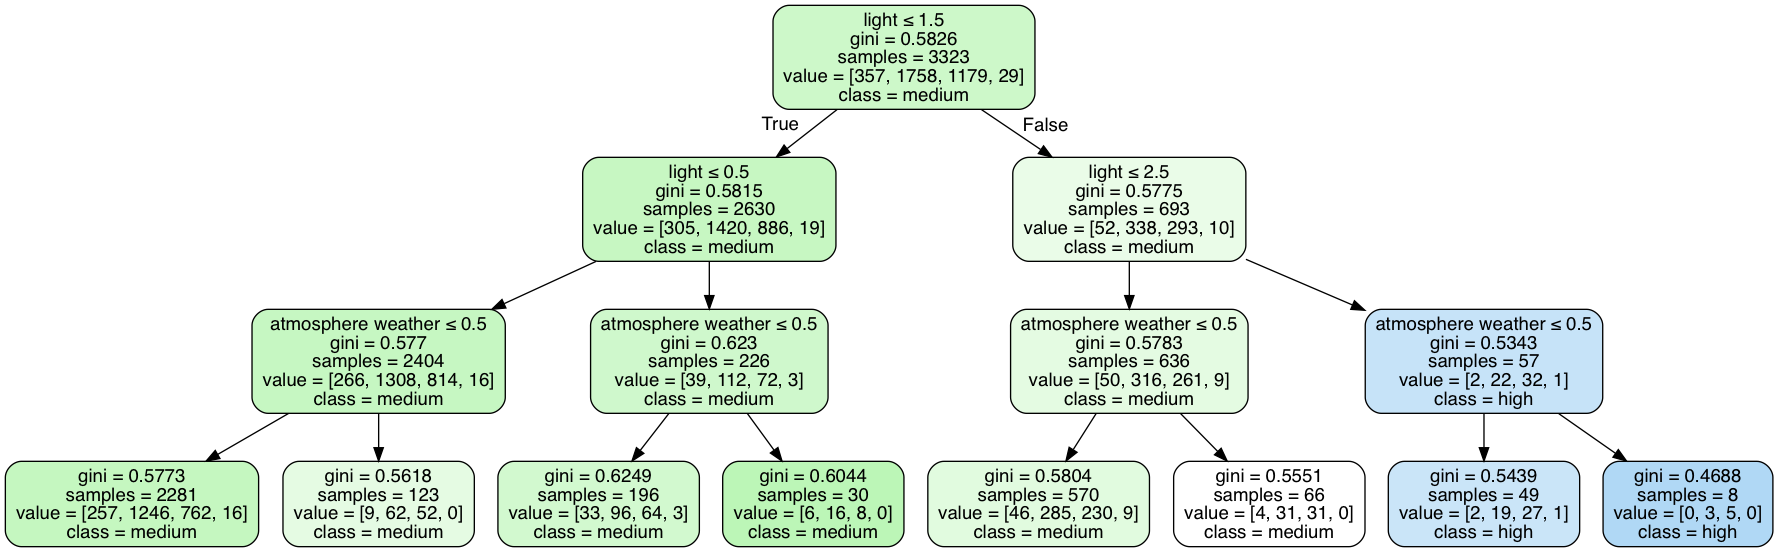 light ≤ 1.5
gini = 0.5826
samples = 3323
value = [357, 1758, 1179, 29]
class = medium
True
False
light ≤ 0.5
gini = 0.5815
samples = 2630
value = [305, 1420, 886, 19]
class = medium
light ≤ 2.5
gini = 0.5775
samples = 693
value = [52, 338, 293, 10]
class = medium
atmosphere weather ≤ 0.5
gini = 0.577
samples = 2404
value = [266, 1308, 814, 16]
class = medium
atmosphere weather ≤ 0.5
gini = 0.623
samples = 226
value = [39, 112, 72, 3]
class = medium
atmosphere weather ≤ 0.5
gini = 0.5783
samples = 636
value = [50, 316, 261, 9]
class = medium
atmosphere weather ≤ 0.5
gini = 0.5343
samples = 57
value = [2, 22, 32, 1]
class = high
gini = 0.5773
samples = 2281
value = [257, 1246, 762, 16]
class = medium
gini = 0.5618
samples = 123
value = [9, 62, 52, 0]
class = medium
gini = 0.6249
samples = 196
value = [33, 96, 64, 3]
class = medium
gini = 0.6044
samples = 30
value = [6, 16, 8, 0]
class = medium
gini = 0.5804
samples = 570
value = [46, 285, 230, 9]
class = medium
gini = 0.5551
samples = 66
value = [4, 31, 31, 0]
class = medium
gini = 0.5439
samples = 49
value = [2, 19, 27, 1]
class = high
gini = 0.4688
samples = 8
value = [0, 3, 5, 0]
class = high